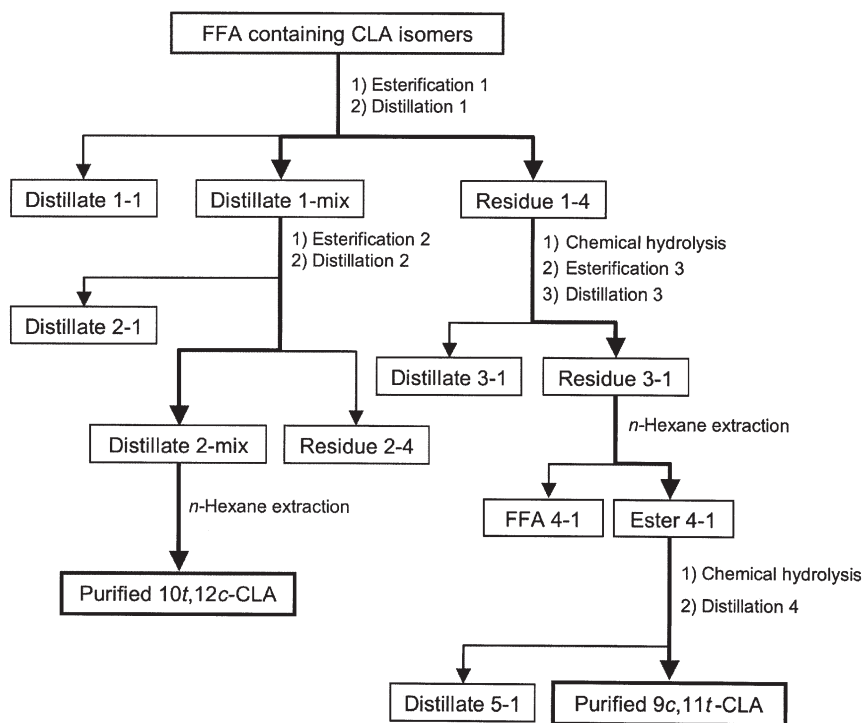 FFA containing CLA isomers
1) Esterification 1
2) Distillation 1
Distillate 1-1
Distillate 1-mix
Residue 1-4
1) Esterification 2
2) Distillation 2
1) Chemical hydrolysis
2) Esterification 3
3) Distillation 3
Distillate 2-1
Distillate 3-1
Residue 3-1
Distillate 2-mix
Residue 2-4
n-Hexane extraction
n-Hexane extraction
FFA 4-1
Ester 4-1
Purified 10t,12c-CLA
1) Chemical hydrolysis
2) Distillation 4
Distillate 5-1
Purified 9c,11t-CLA